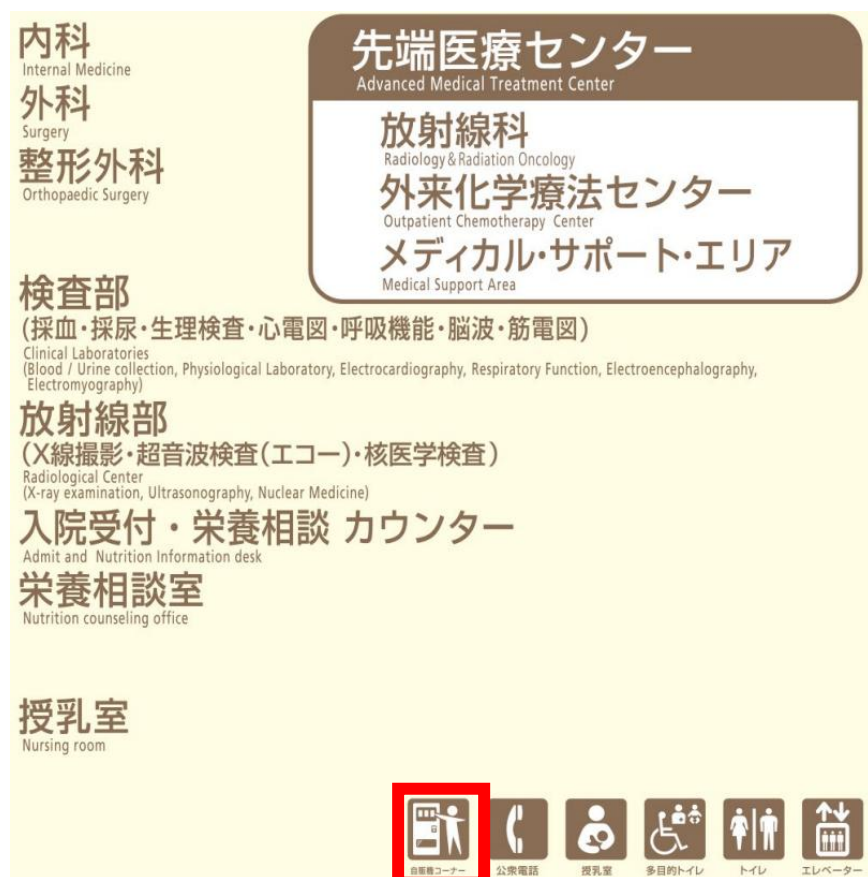 内科
Internal Medicine
外科
Surgery
整形外科
Orthopaedic Surgery
先端医療センター
Advanced Medical Treatment Center
放射線科
Radiology & Radiation Oncology
外来化学療法センター
Outpatient Chemotherapy Center
メディカル・サポート・エリア
Medical Support Area
検査部
(採血・採尿・生理検査・心電図・呼吸機能・脳波・筋電図)
Clinical Laboratories
(Blood / Urine collection, Physiological Laboratory, Electrocardiography, Respiratory Function, Electroencephalography,
Electromyography)
放射線部
(X線撮影・超音波検査(エコー)・核医学検査)
Radiological Center
(X-ray examination, Ultrasonography, Nuclear Medicine)
入院受付・栄養相談 カウンター
Admit and Nutrition Information desk
栄養相談室
Nutrition counseling office
授乳室
Nursing room
自販機コーナー 公衆電話 授乳室 多目的トイレ トイレ エレベーター